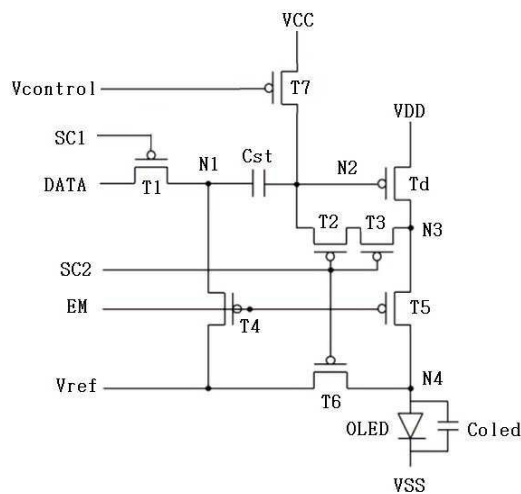 VCC
Vcontrol
T7
VDD
SC1
N1
Cst
N2
DATA
T1
Td
T2
T3
N3
SC2
EM
T4
T5
Vref
T6
N4
OLED
Coled
VSS